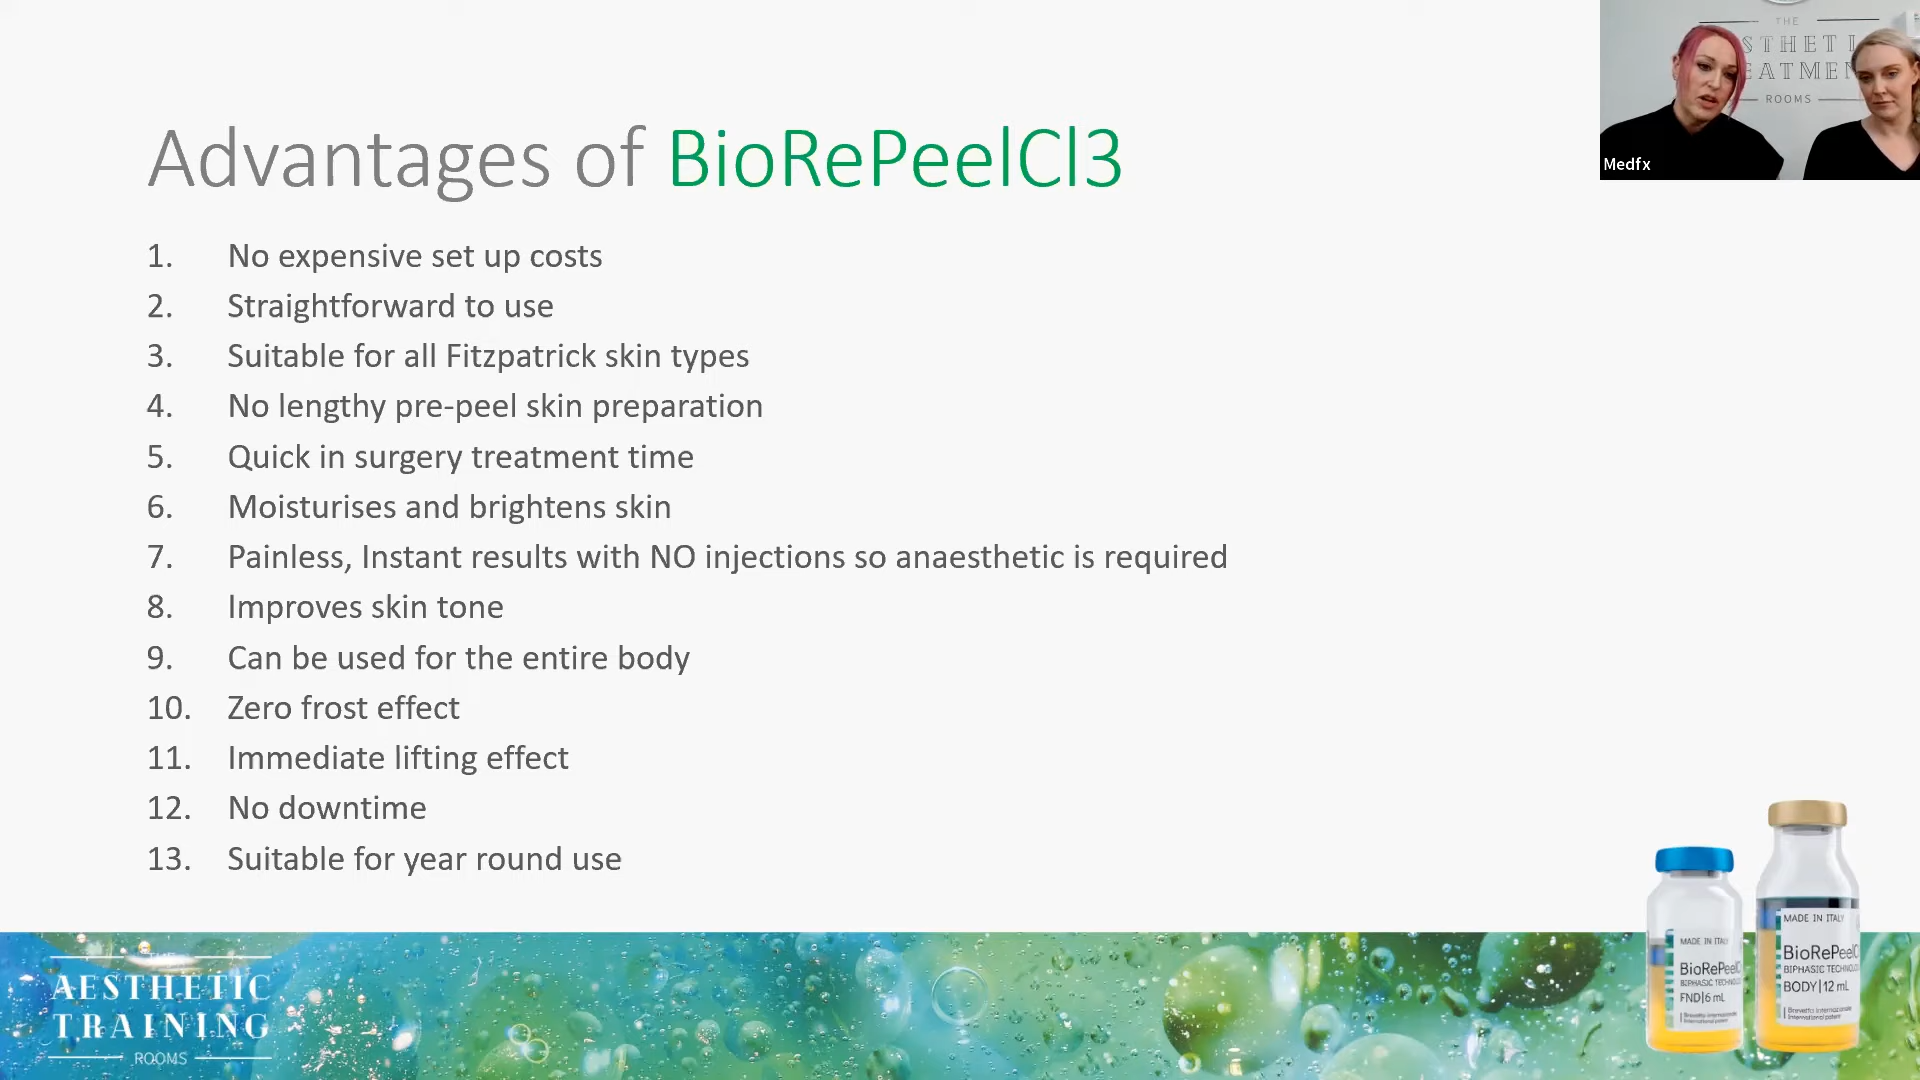 Advantages of BioRePeelCl3
1. No expensive set up costs
2. Straightforward to use
3. Suitable for all Fitzpatrick skin types
4. No lengthy pre-peel skin preparation
5. Quick in surgery treatment time
6. Moisturises and brightens skin
7. Painless, Instant results with NO injections so anaesthetic is required
8. Improves skin tone
9. Can be used for the entire body
10. Zero frost effect
11. Immediate lifting effect
12. No downtime
13. Suitable for year round use
THE
STHETI
EATMEN
ROOMS
Medfx
AESTHETIC
TRAINING
ROOMS
MADE IN ITALY
BioRePeelC
BIPHASIC TECHNOLO
FND|6 mL
MADE IN ITALY
BioRePeelC
BIPHASIC TECHNOLO
BODY|12 mL
Brevetto Internazionale
International patent